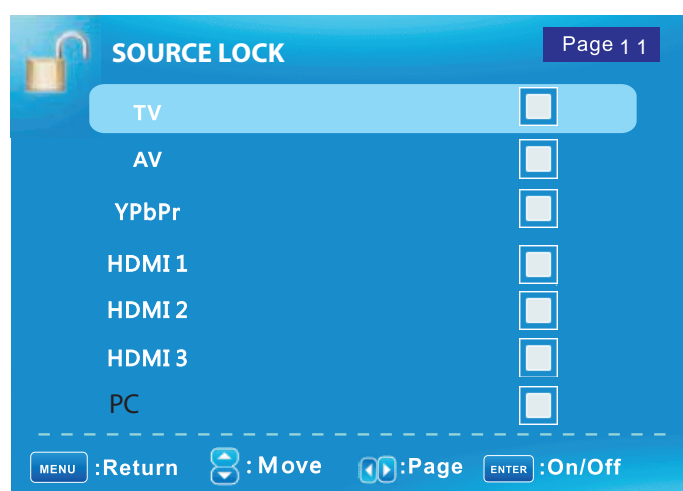 SOURCE LOCK Page 1 1
TV
AV
YPbPr
HDMI 1
HDMI 2
HDMI 3
PC
MENU :Return :Move :Page ENTER :On/Off